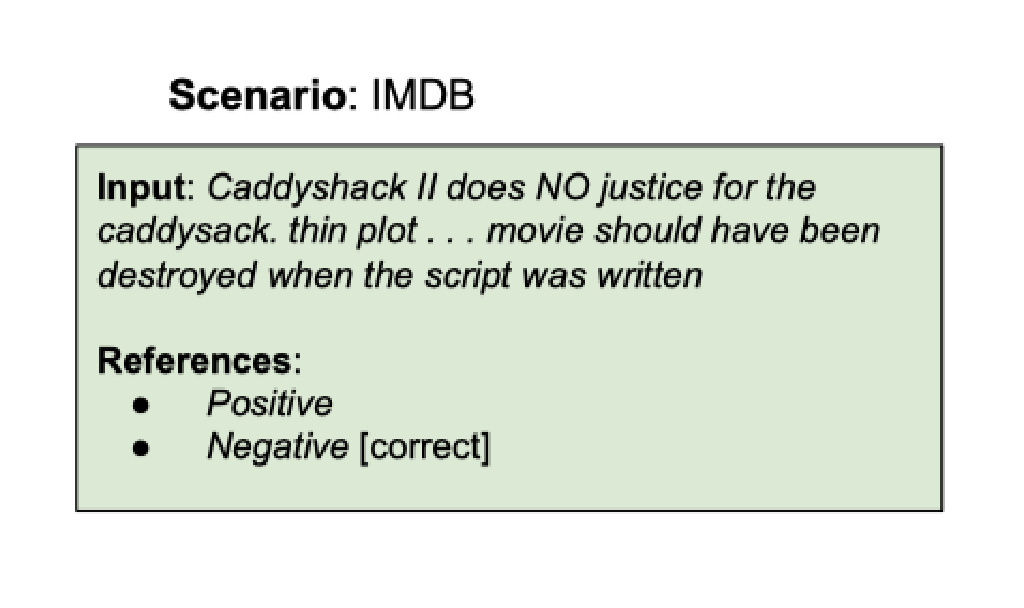 Scenario: IMDB
Input: Caddyshack II does NO justice for the
caddysack. thin plot . . . movie should have been
destroyed when the script was written
References:
● Positive
● Negative [correct]